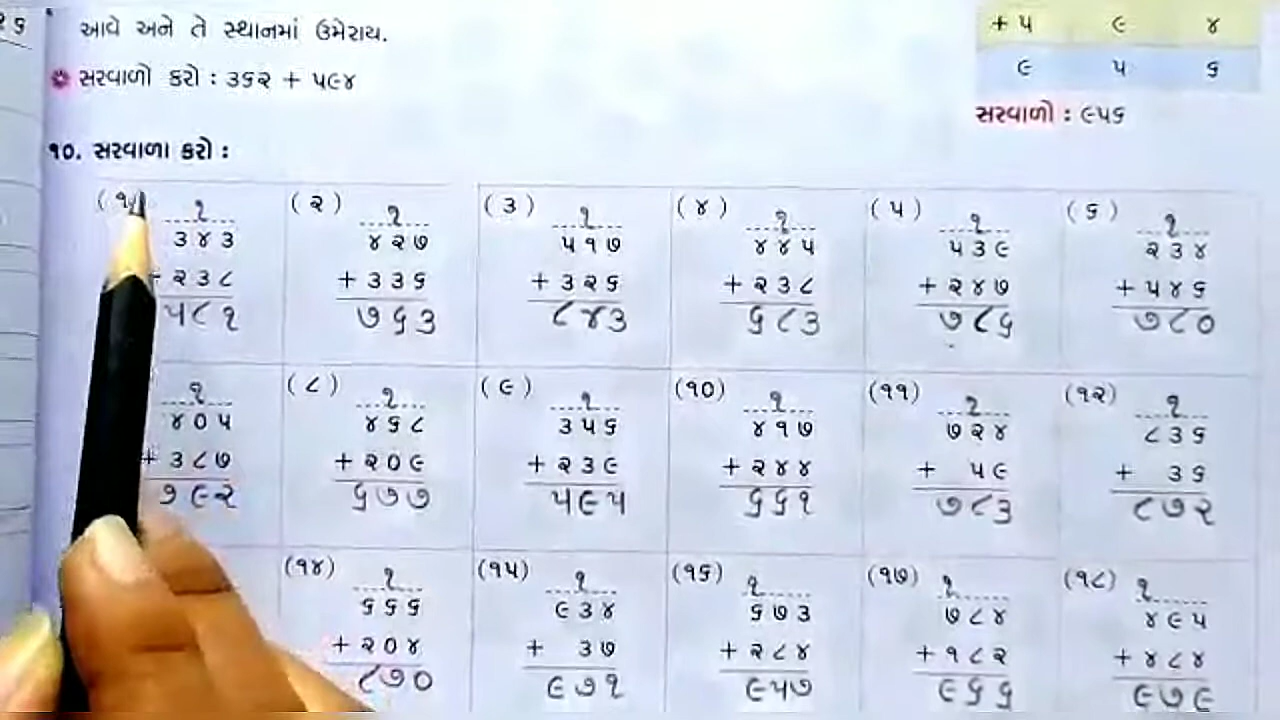 ૨૬
આવે અને તે સ્થાનમાં ઉમેરાય.
+ ૫ ૯ ૪
સરવાળો કરો : ૩૬૨ + ૫૯૪
૯ ૫ ૬
સરવાળો : ૯૫૬
૧૦. સરવાળા કરો :
(૧) (૨) (૩) (૪) (૫) (૬)
૧ ૧ ૧ ૧ ૧ ૧
૩૪૩ ૪૨૭ ૫૧૭ ૪૪૫ ૫૩૯ ૨૩૪
+ ૨૩૮ + ૩૩૬ + ૩૨૬ + ૨૩૮ + ૨૪૭ + ૫૪૬
૫૮૧ ૭૬૩ ૮૪૩ ૬૮૩ ૭૮૬ ૭૮૦
(૮) (૯) (૧૦) (૧૧) (૧૨)
૧ ૧ ૧ ૧ ૧ ૧
૪૦૫ ૪૬૮ ૩૫૬ ૪૧૭ ૭૨૪ ૮૩૬
+ ૩૮૭ + ૨૦૯ + ૨૩૯ + ૨૪૪ + ૫૯ + ૩૬
૭૯૨ ૬૭૭ ૫૯૫ ૬૬૧ ૭૮૩ ૮૭૨
(૧૪) (૧૫) (૧૬) (૧૭) (૧૮)
૧ ૧ ૧ ૧ ૧
૬૬૬ ૯૩૪ ૬૭૩ ૭૮૪ ૪૯૫
+ ૨૦૪ + ૩૭ + ૨૮૪ + ૧૮૨ + ૪૮૪
૮૭૦ ૯૭૧ ૯૫૭ ૯૬૬ ૯૭૯